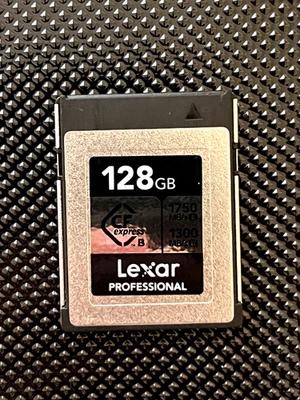 128GB
CF
express
B
1750
MB/s
1300
MB/s
Lexar
PROFESSIONAL